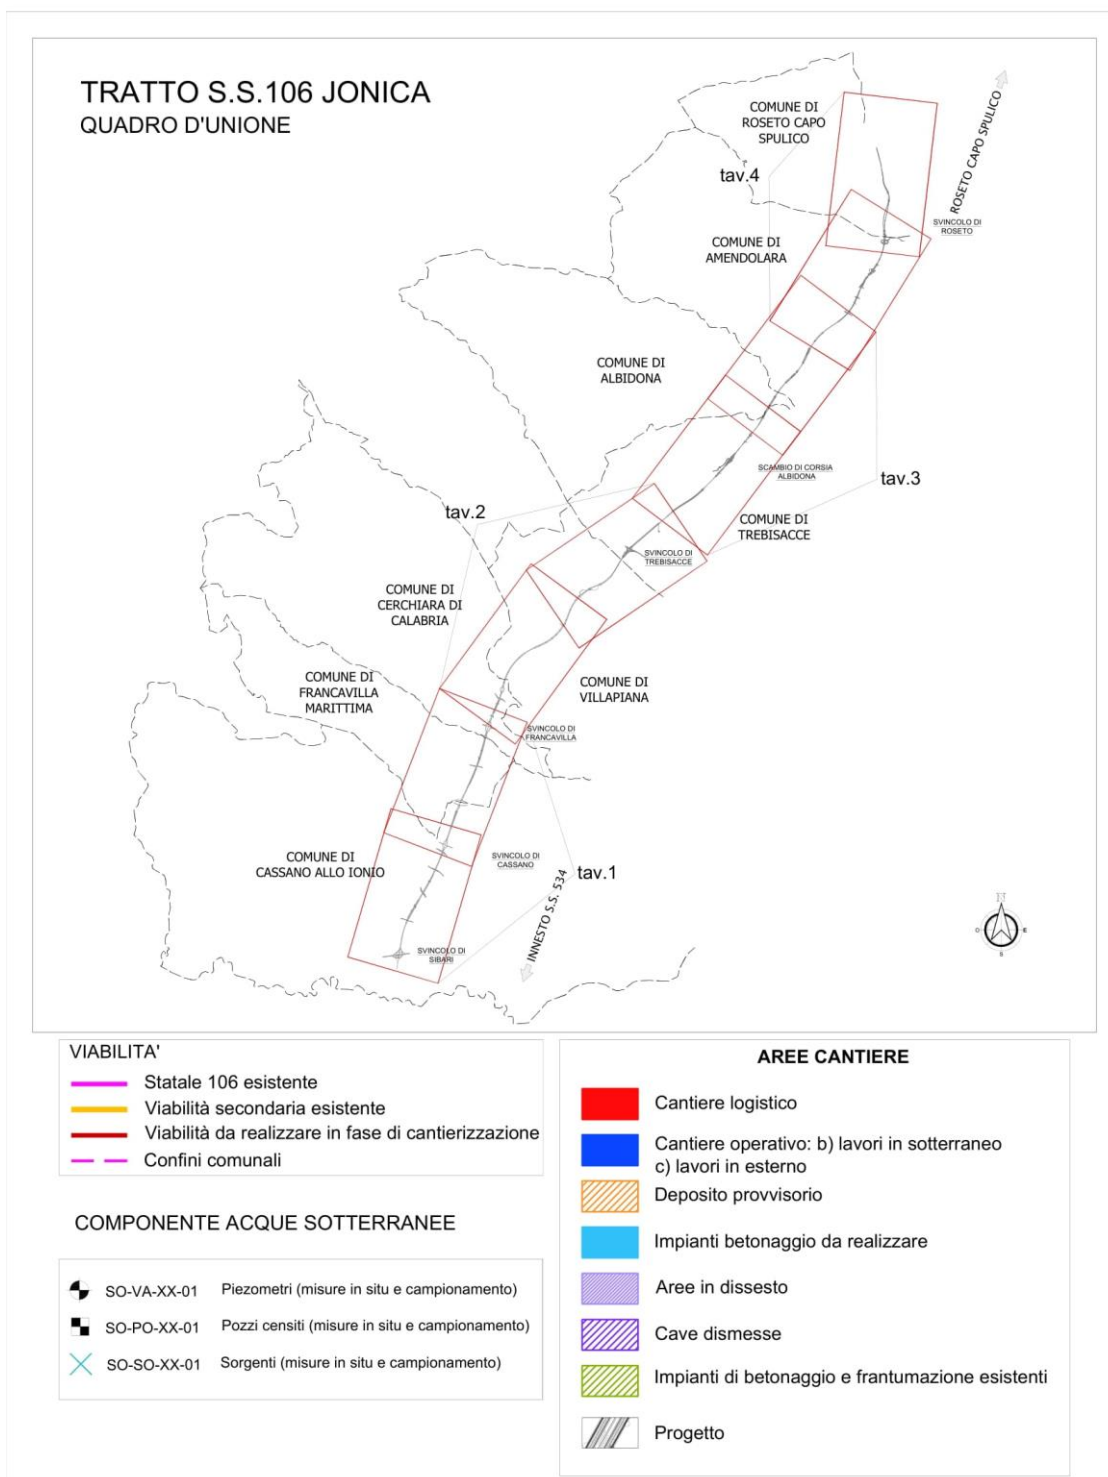 TRATTO S.S.106 JONICA
QUADRO D'UNIONE
COMUNE DI
ROSETO CAPO
SPULICO
ROSETO CAPO SPULICO
tav.4
SVINCOLO DI
ROSETO
COMUNE DI
AMENDOLARA
COMUNE DI
ALBIDONA
SCAMBIO DI CORSIA
ALBIDONA
tav.3
tav.2
COMUNE DI
TREBISACCE
SVINCOLO DI
TREBISACCE
COMUNE DI
CERCHIARA DI
CALABRIA
COMUNE DI
FRANCAVILLA
MARITTIMA
COMUNE DI
VILLAPIANA
SVINCOLO DI
FRANCAVILLA
SVINCOLO DI
CASSANO
COMUNE DI
CASSANO ALLO IONIO
tav.1
INNESTO S.S. 534
SVINCOLO DI
SIBARI
N
O
E
S
VIABILITA'
Statale 106 esistente
Viabilità secondaria esistente
Viabilità da realizzare in fase di cantierizzazione
Confini comunali
COMPONENTE ACQUE SOTTERRANEE
SO-VA-XX-01 Piezometri (misure in situ e campionamento)
SO-PO-XX-01 Pozzi censiti (misure in situ e campionamento)
SO-SO-XX-01 Sorgenti (misure in situ e campionamento)
AREE CANTIERE
Cantiere logistico
Cantiere operativo: b) lavori in sotterraneo
c) lavori in esterno
Deposito provvisorio
Impianti betonaggio da realizzare
Aree in dissesto
Cave dismesse
Impianti di betonaggio e frantumazione esistenti
Progetto